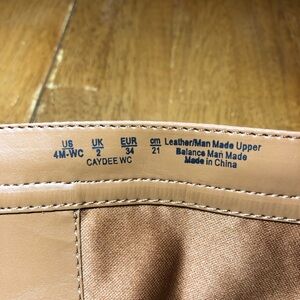 US UK EUR cm Leather/Man Made Upper
4M-WC 2 34 21 Balance Man Made
CAYDEE WC Made in China